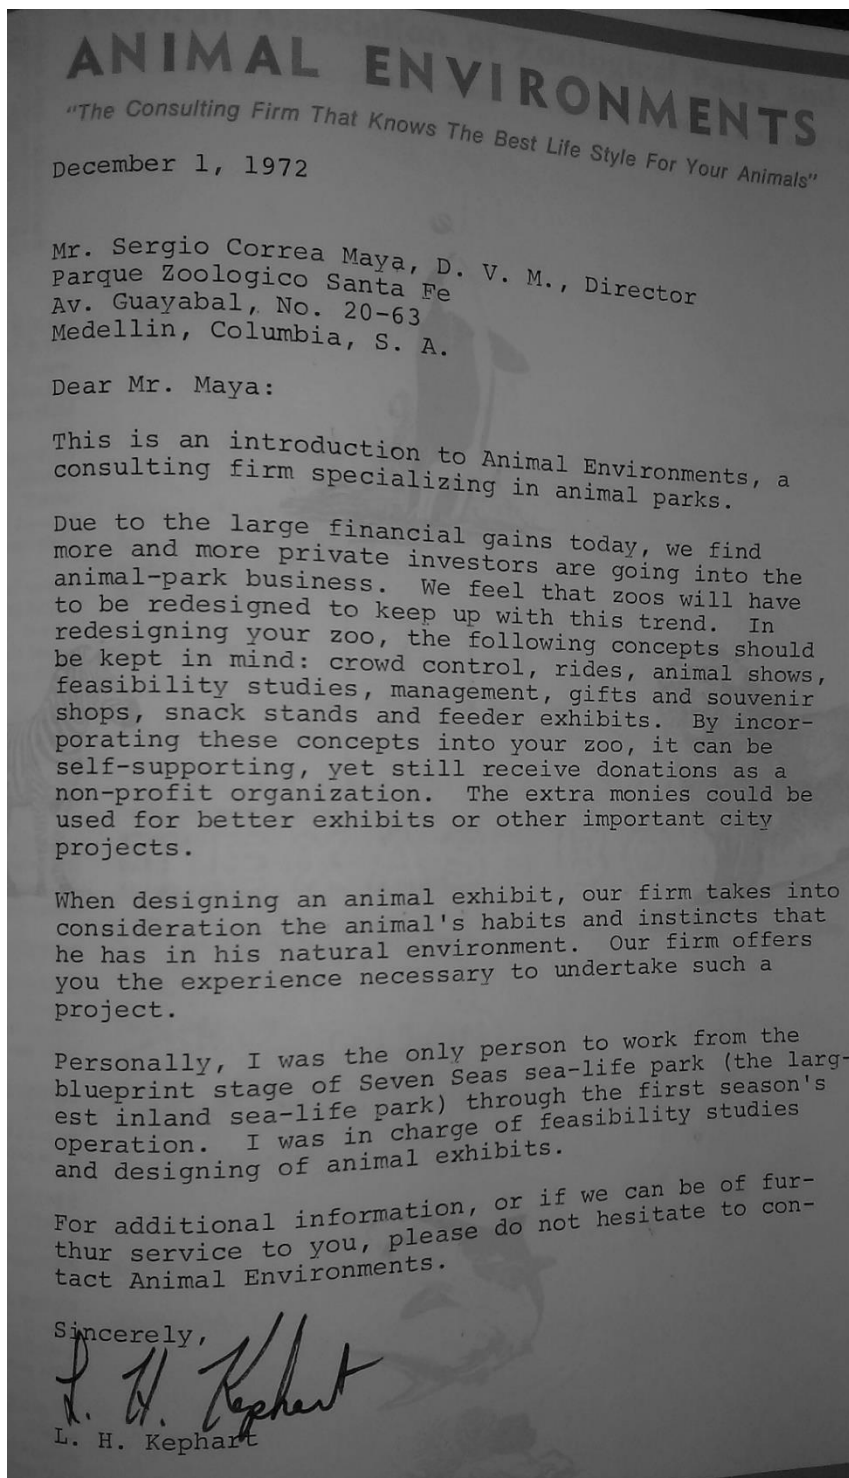 ANIMAL ENVIRONMENTS
"The Consulting Firm That Knows The Best Life Style For Your Animals"
December 1, 1972
Mr. Sergio Correa Maya, D. V. M., Director
Parque Zoologico Santa Fe
Av. Guayabal, No. 20-63
Medellin, Columbia, S. A.
Dear Mr. Maya:
This is an introduction to Animal Environments, a
consulting firm specializing in animal parks.
Due to the large financial gains today, we find
more and more private investors are going into the
animal-park business. We feel that zoos will have
to be redesigned to keep up with this trend. In
redesigning your zoo, the following concepts should
be kept in mind: crowd control, rides, animal shows,
feasibility studies, management, gifts and souvenir
shops, snack stands and feeder exhibits. By incor-
porating these concepts into your zoo, it can be
self-supporting, yet still receive donations as a
non-profit organization. The extra monies could be
used for better exhibits or other important city
projects.
When designing an animal exhibit, our firm takes into
consideration the animal's habits and instincts that
he has in his natural environment. Our firm offers
you the experience necessary to undertake such a
project.
Personally, I was the only person to work from the
blueprint stage of Seven Seas sea-life park (the larg-
est inland sea-life park) through the first season's
operation. I was in charge of feasibility studies
and designing of animal exhibits.
For additional information, or if we can be of fur-
thur service to you, please do not hesitate to con-
tact Animal Environments.
Sincerely,
L. H. Kephart
L. H. Kephart